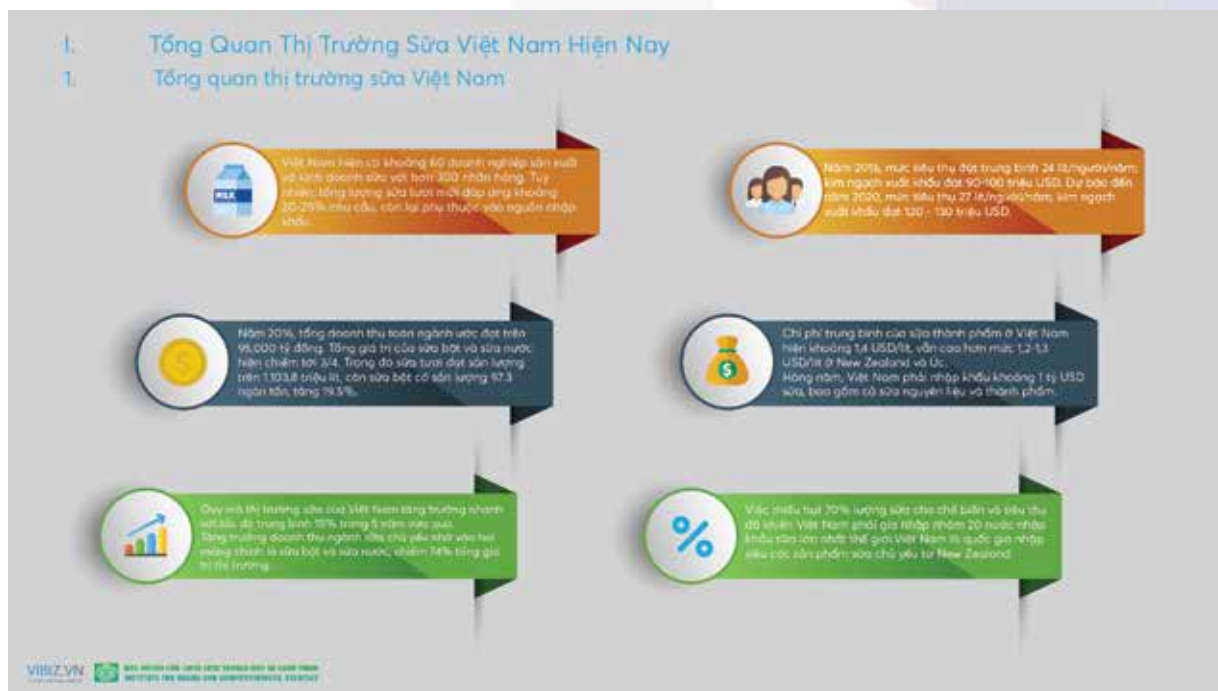 I. Tổng Quan Thị Trường Sữa Việt Nam Hiện Nay
1. Tổng quan thị trường sữa Việt Nam
MILK
Việt Nam hiện có khoảng 60 doanh nghiệp sản xuất
và kinh doanh sữa với hơn 300 nhãn hàng. Tuy
nhiên, tổng lượng sữa tươi mới đáp ứng khoảng
20-25% nhu cầu, còn lại phụ thuộc vào nguồn nhập
khẩu.
Năm 2016, mức tiêu thụ đạt trung bình 24 lít/người/năm;
kim ngạch xuất khẩu đạt 90-100 triệu USD. Dự báo đến
năm 2020, mức tiêu thụ 27 lít/người/năm; kim ngạch
xuất khẩu đạt 120 - 130 triệu USD.
$
Năm 2016, tổng doanh thu toàn ngành ước đạt trên
95,000 tỷ đồng. Tổng giá trị của sữa bột và sữa nước
hiện chiếm tới 3/4. Trong đó sữa tươi đạt sản lượng
trên 1.103,8 triệu lít, còn sữa bột có sản lượng 97.3
ngàn tấn, tăng 19.5%.
$
Chi phí trung bình của sữa thành phẩm ở Việt Nam
hiện khoảng 1,4 USD/lít, vẫn cao hơn mức 1,2-1,3
USD/lít ở New Zealand và Úc.
Hàng năm, Việt Nam phải nhập khẩu khoảng 1 tỷ USD
sữa, bao gồm cả sữa nguyên liệu và thành phẩm.
Quy mô thị trường sữa của Việt Nam tăng trưởng nhanh
với tốc độ trung bình 15% trong 5 năm vừa qua.
Tăng trưởng doanh thu ngành sữa chủ yếu nhờ vào hai
mảng chính là sữa bột và sữa nước, chiếm 74% tổng giá
trị thị trường.
%
Việc thiếu hụt 70% lượng sữa cho chế biến và tiêu thụ
đã khiến Việt Nam phải gia nhập nhóm 20 nước nhập
khẩu sữa lớn nhất thế giới.Việt Nam là quốc gia nhập
siêu các sản phẩm sữa chủ yếu từ New Zealand
VIBIZ.VN
INSTITUTE FOR BRAND AND COMPETITIVENESS STRATEGY